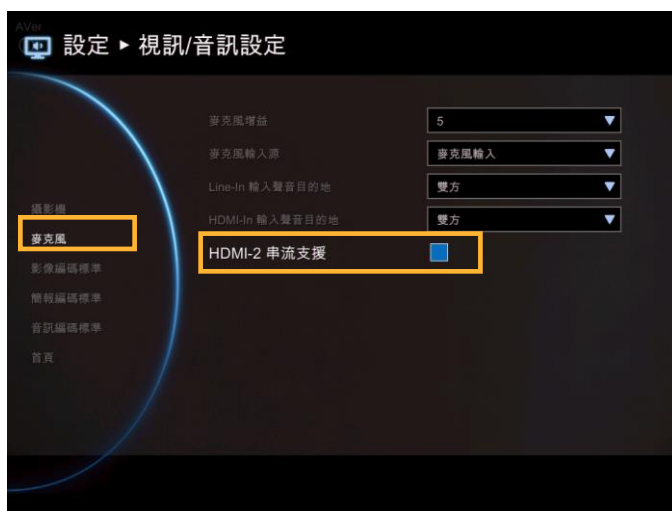 AVer
設定 ▸ 視訊/音訊設定
麥克風增益 5
麥克風輸入源 麥克風輸入
Line-In 輸入聲音目的地 雙方
HDMI-In 輸入聲音目的地 雙方
HDMI-2 串流支援
攝影機
麥克風
影像編碼標準
簡報編碼標準
音訊編碼標準
首頁